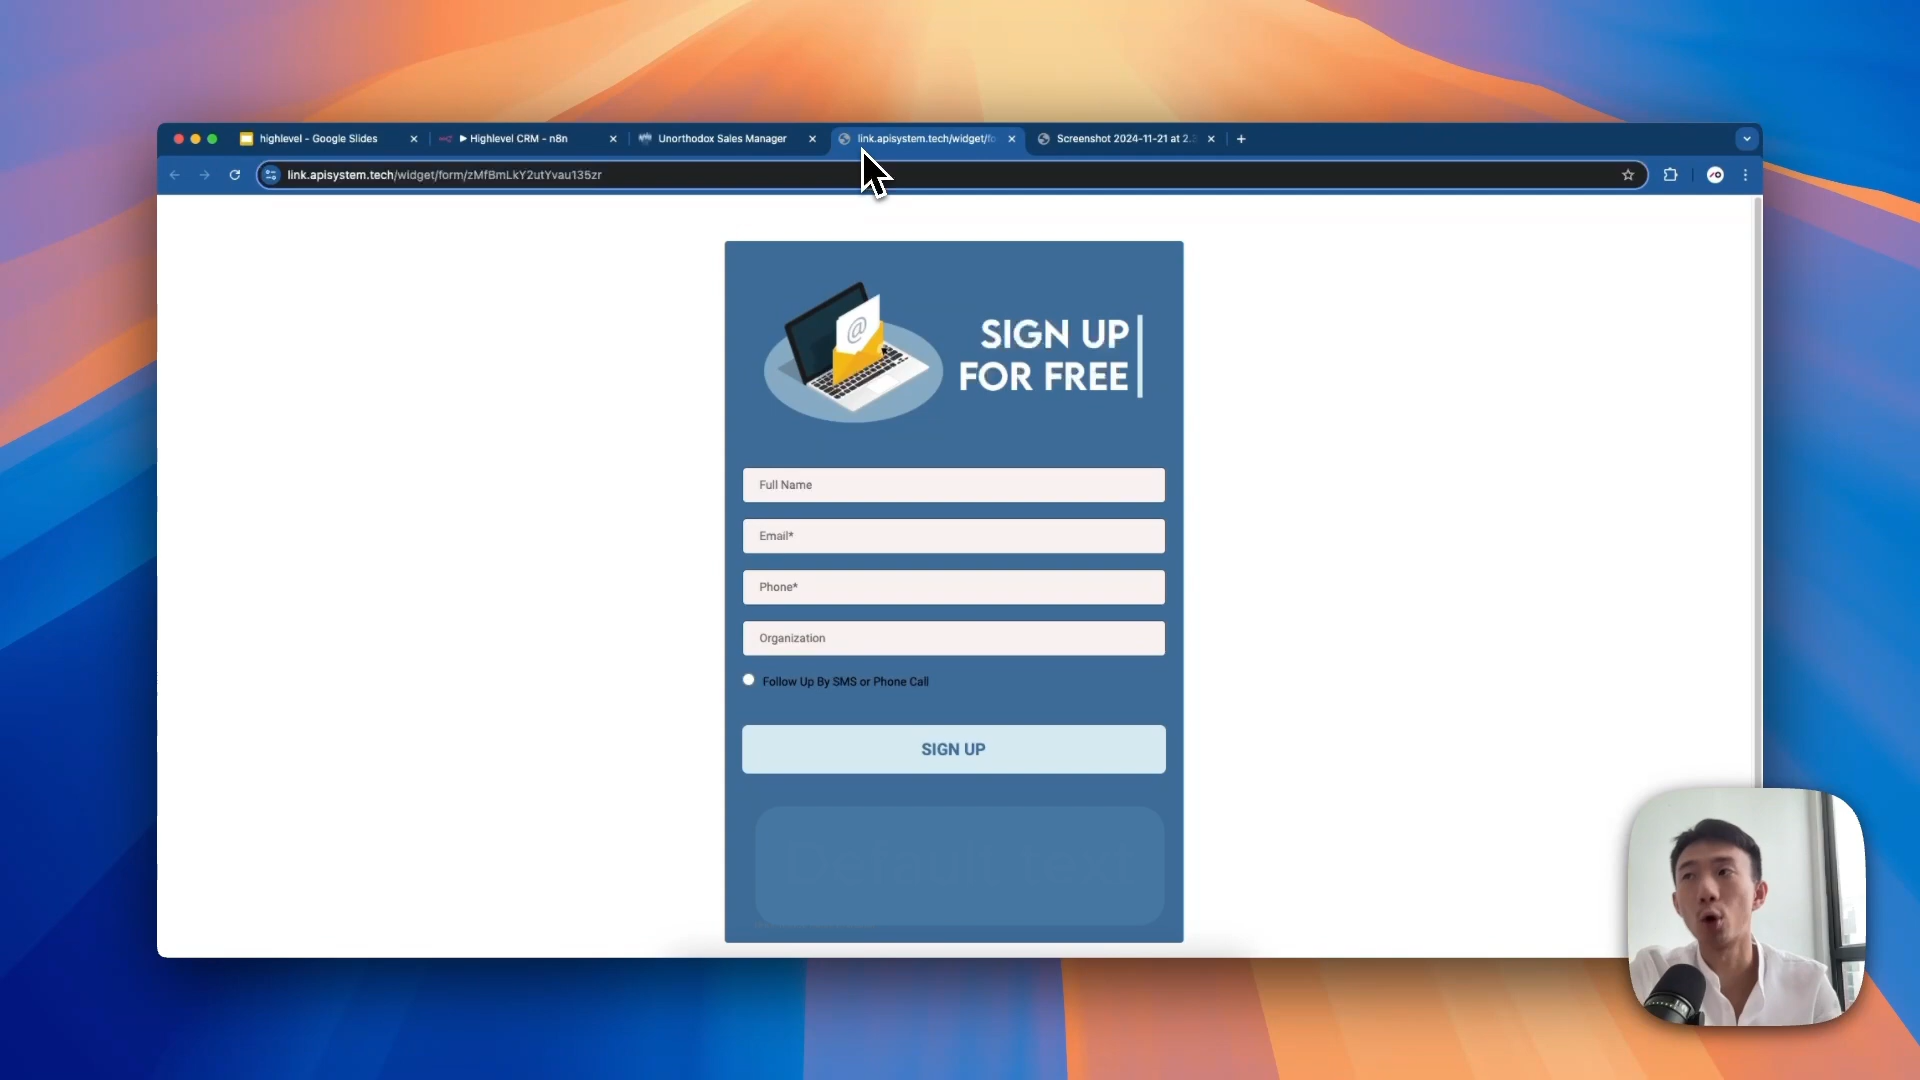 highlevel - Google Slides
Highlevel CRM - n8n
Unorthodox Sales Manager
link.apisystem.tech/widget/fo
Screenshot 2024-11-21 at 2.3
link.apisystem.tech/widget/form/zMfBmLkY2utYvau135zr
@
SIGN UP
FOR FREE
Full Name
Email*
Phone*
Organization
Follow Up By SMS or Phone Call
SIGN UP
Default text